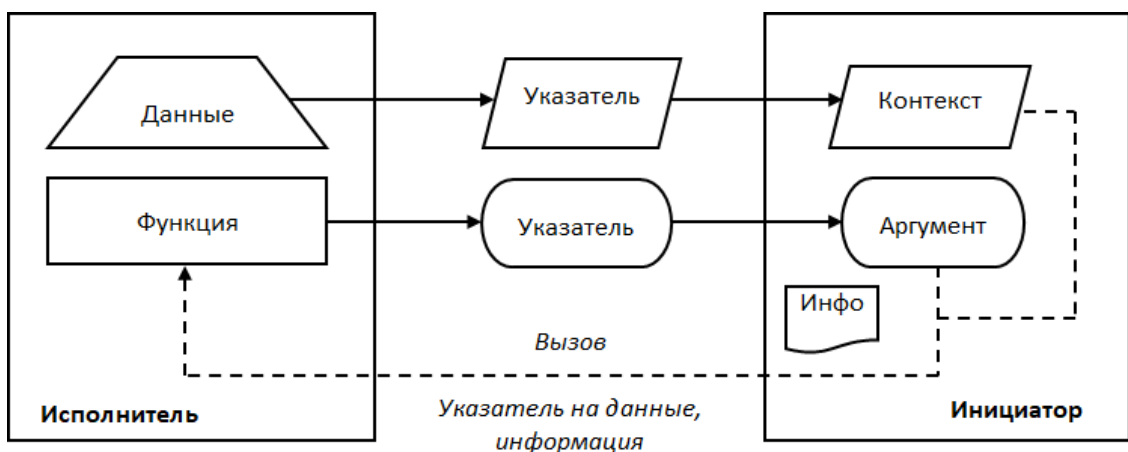 Данные
Указатель
Контекст
Функция
Указатель
Аргумент
Инфо
Вызов
Исполнитель
Указатель на данные,
информация
Инициатор